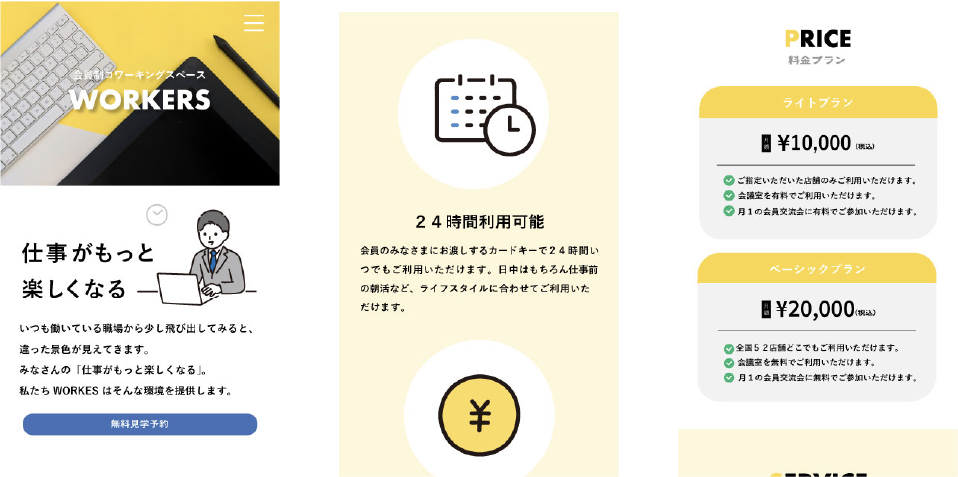 会員制コワーキングスペース
WORKERS
仕事がもっと
楽しくなる
いつも働いている職場から少し飛び出してみると、
違った景色が見えてきます。
みなさんの「仕事がもっと楽しくなる」。
私たち WORKES はそんな環境を提供します。
無料見学予約
２４時間利用可能
会員のみなさまにお渡しするカードキーで２４時間い
つでもご利用いただけます。日中はもちろん仕事前
の朝活など、ライフスタイルに合わせてご利用いた
だけます。
¥
PRICE
料金プラン
ライトプラン
月額 ¥10,000 (税込)
ご指定いただいた店舗のみご利用いただけます。
会議室を有料でご利用いただけます。
月１の会員交流会に有料でご参加いただけます。
ベーシックプラン
月額 ¥20,000 (税込)
全国５２店舗どこでもご利用いただけます。
会議室を無料でご利用いただけます。
月１の会員交流会に無料でご参加いただけます。
SERVICE